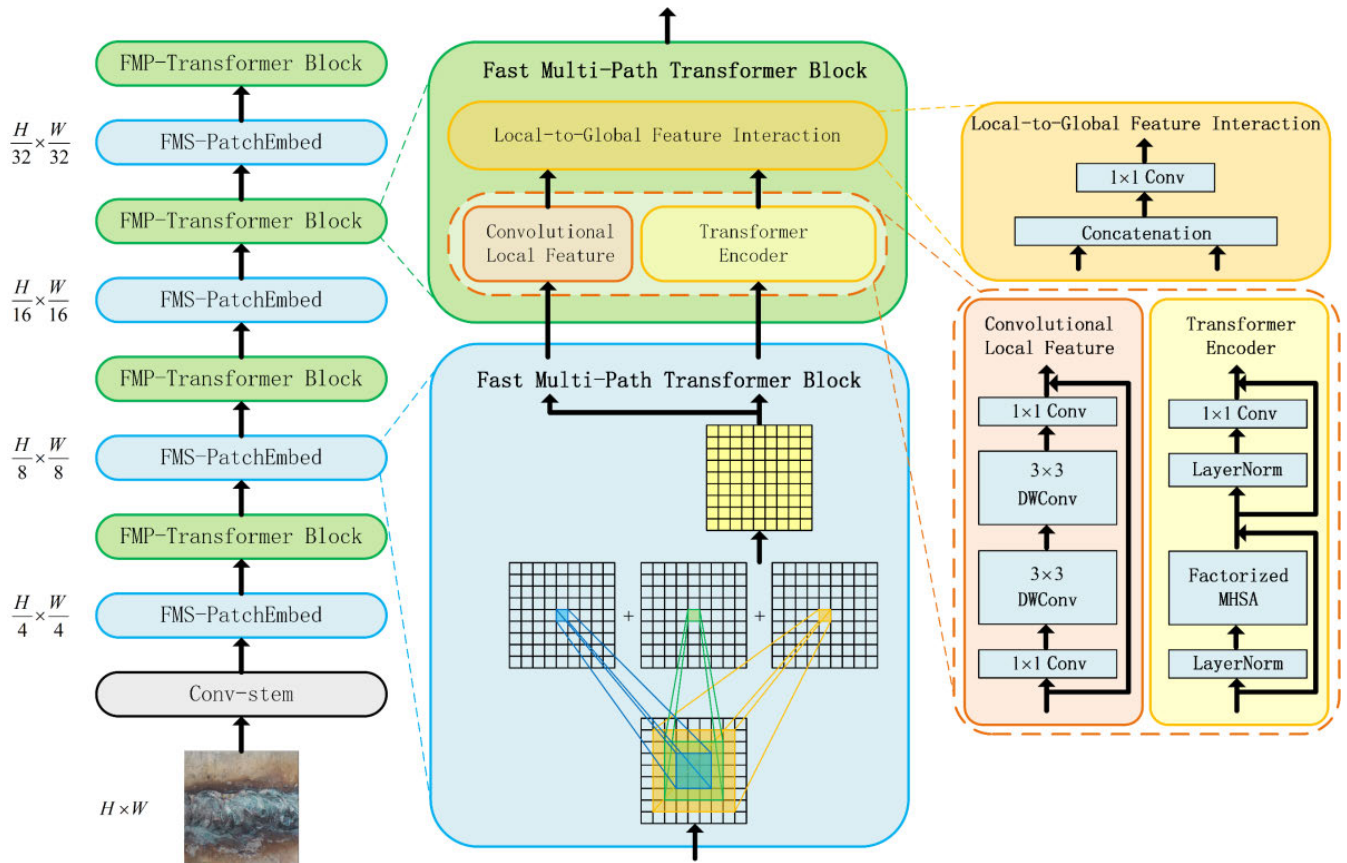 FMP-Transformer Block
H/32 × W/32
FMS-PatchEmbed
FMP-Transformer Block
H/16 × W/16
FMS-PatchEmbed
FMP-Transformer Block
H/8 × W/8
FMS-PatchEmbed
FMP-Transformer Block
H/4 × W/4
FMS-PatchEmbed
Conv-stem
H×W
Fast Multi-Path Transformer Block
Local-to-Global Feature Interaction
Convolutional
Local Feature
Transformer
Encoder
Fast Multi-Path Transformer Block
+
+
Local-to-Global Feature Interaction
1×1 Conv
Concatenation
Convolutional
Local Feature
1×1 Conv
3×3
DWConv
3×3
DWConv
1×1 Conv
Transformer
Encoder
1×1 Conv
LayerNorm
Factorized
MHSA
LayerNorm